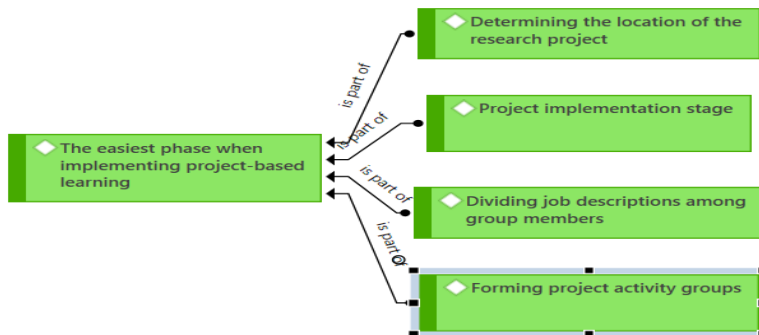 Determining the location of the
research project
is part of
Project implementation stage
is part of
The easiest phase when
implementing project-based
learning
is part of
Dividing job descriptions among
group members
is part of
Forming project activity groups